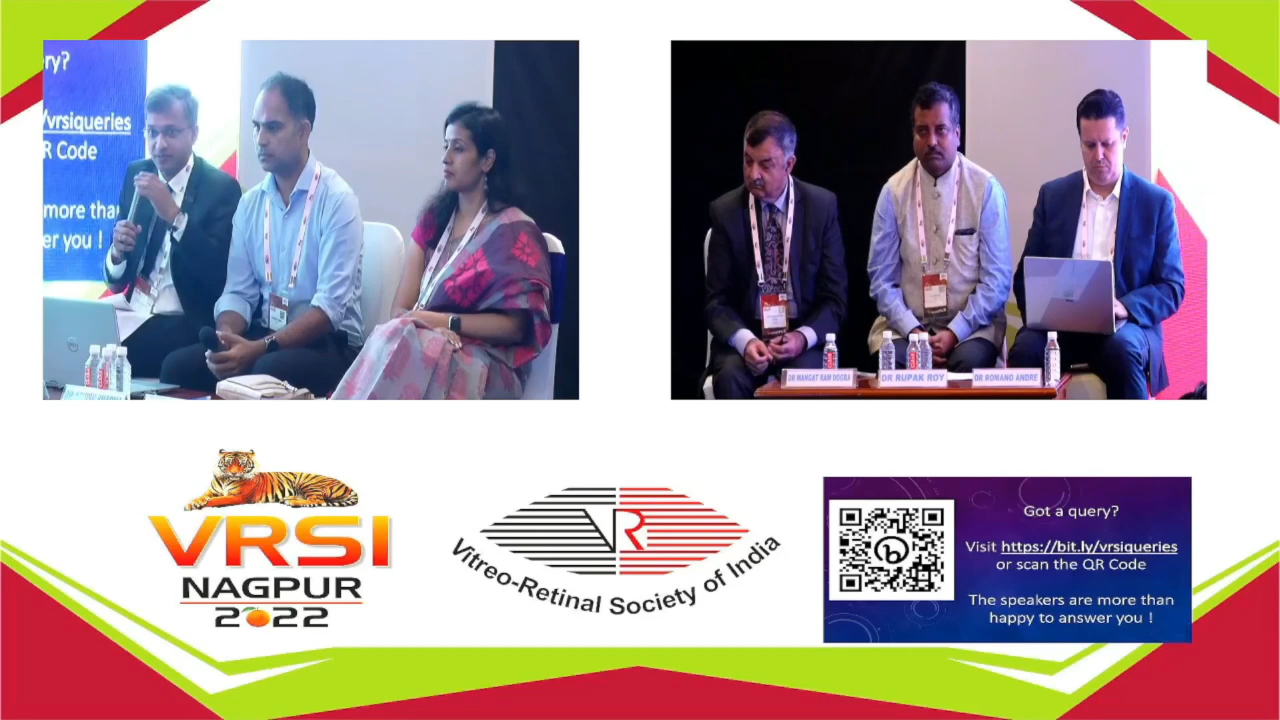 ry?
/vrsiqueries
R Code
more than
er you !
DR MANGAT RAM DOGRA
DR RUPAK ROY
DR ROMANO ANDRE
VRSI
NAGPUR
2022
VR
Vitreo-Retinal Society of India
Got a query?
Visit https://bit.ly/vrsiqueries
or scan the QR Code
The speakers are more than
happy to answer you !